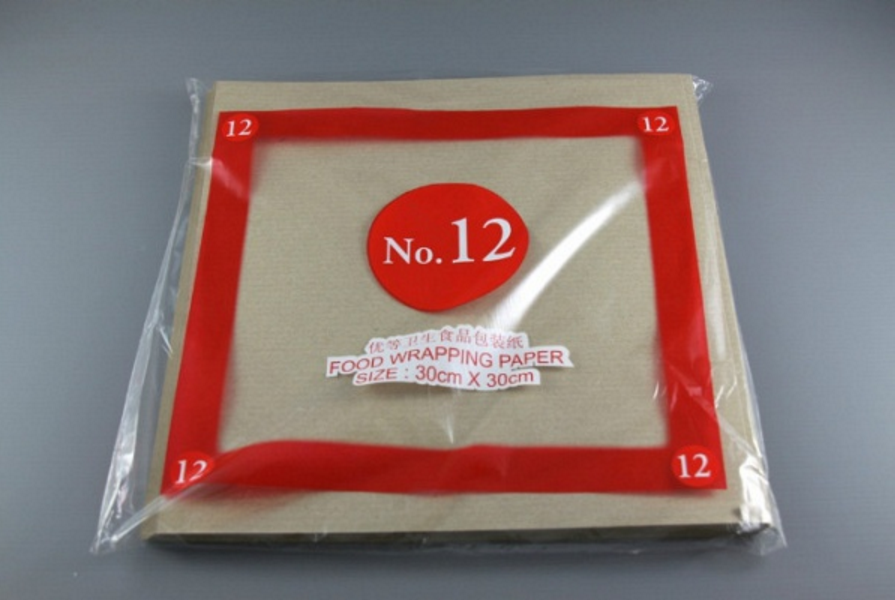 12 12
No.12
优等卫生食品包装纸
FOOD WRAPPING PAPER
SIZE : 30cm X 30cm
12 12